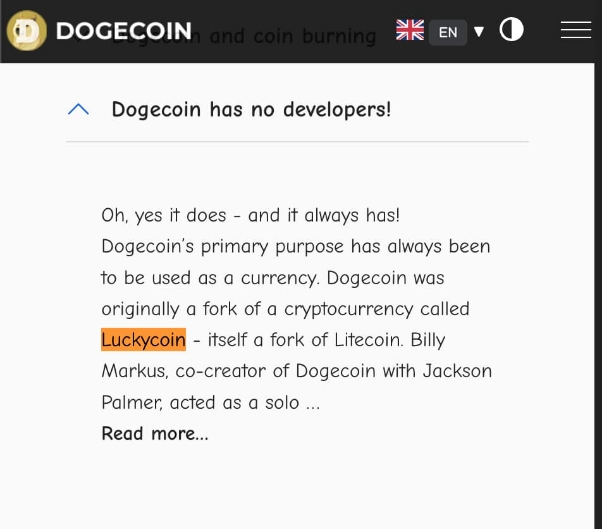 DOGECOIN
Dogecoin and coin burning
EN ▼
Dogecoin has no developers!
Oh, yes it does - and it always has!
Dogecoin's primary purpose has always been
to be used as a currency. Dogecoin was
originally a fork of a cryptocurrency called
Luckycoin - itself a fork of Litecoin. Billy
Markus, co-creator of Dogecoin with Jackson
Palmer, acted as a solo ...
Read more...